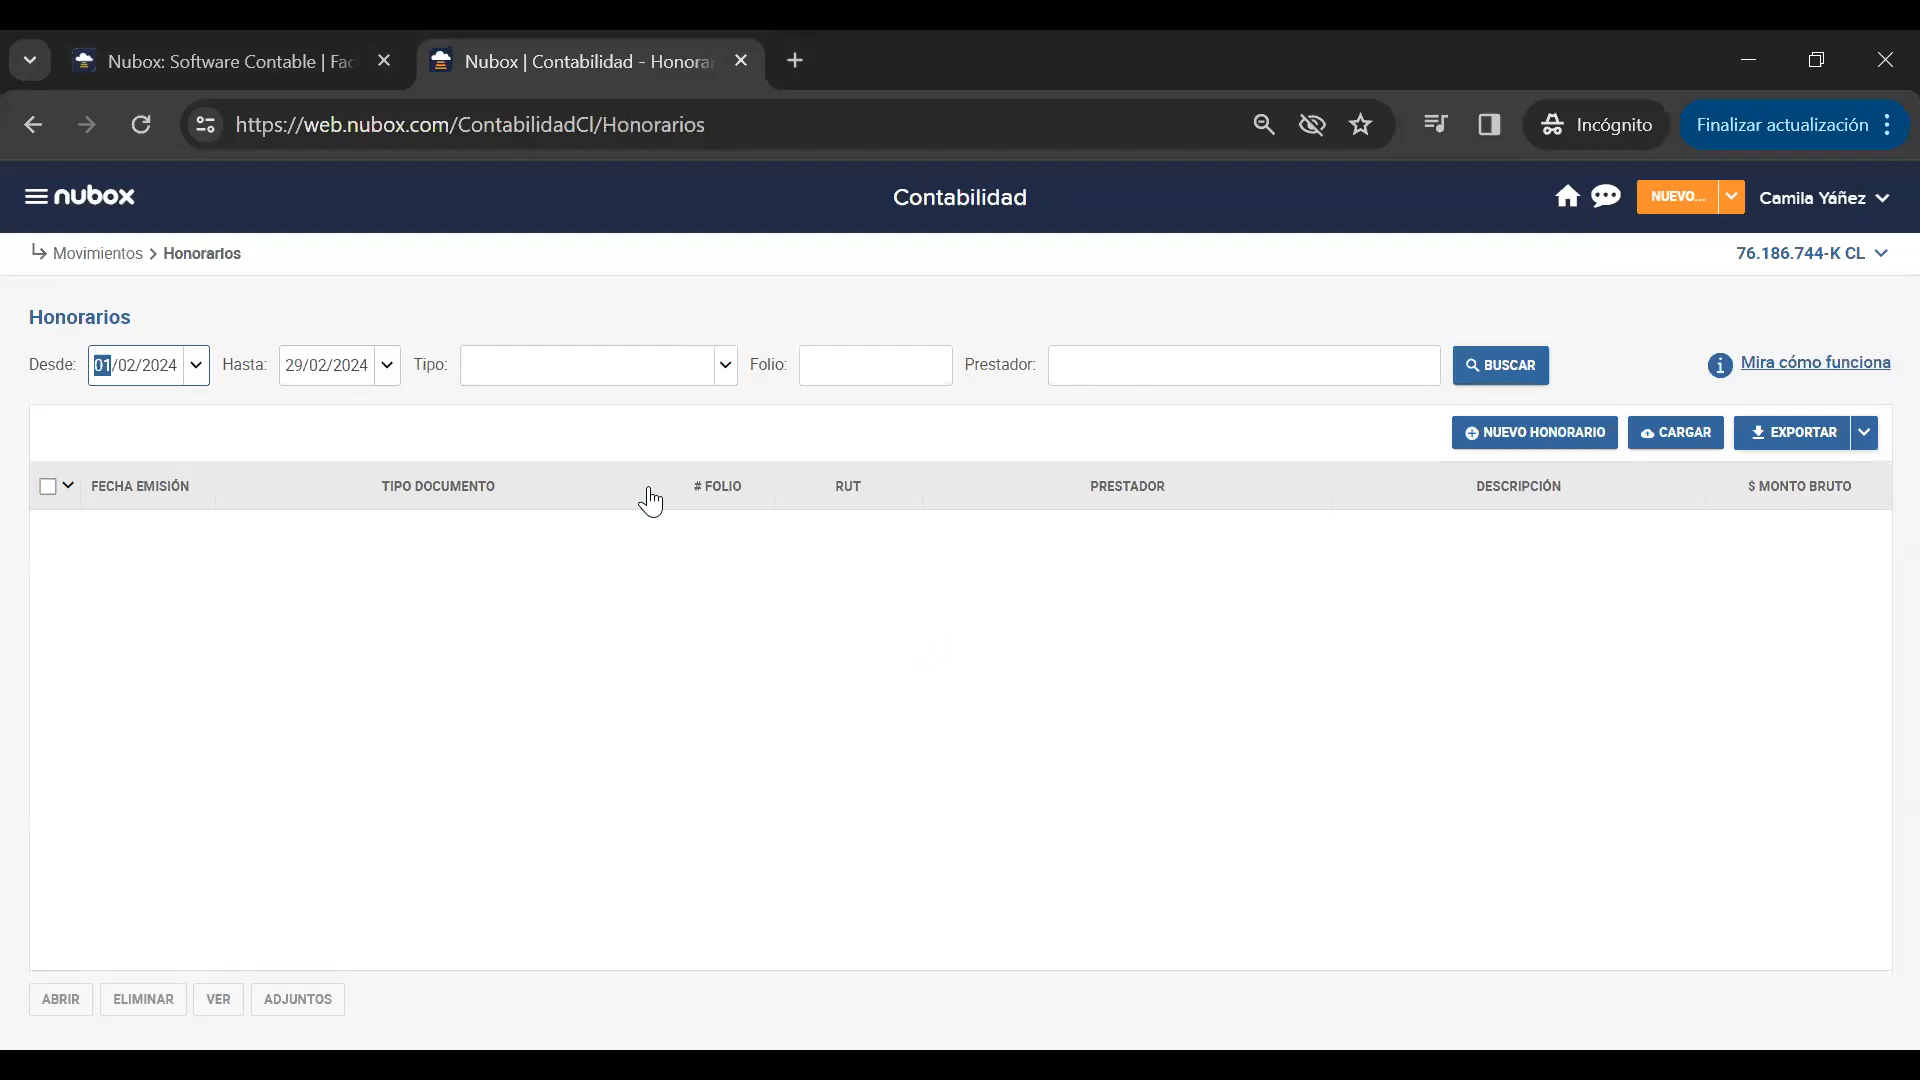 Nubox: Software Contable | Fac
Nubox | Contabilidad - Honorar
https://web.nubox.com/ContabilidadCl/Honorarios
Incógnito
Finalizar actualización
nubox
Contabilidad
NUEVO...
Camila Yáñez
Movimientos > Honorarios
76.186.744-K CL
Honorarios
Desde: 01/02/2024 Hasta: 29/02/2024 Tipo: Folio: Prestador: BUSCAR
Mira cómo funciona
NUEVO HONORARIO CARGAR EXPORTAR
FECHA EMISIÓN TIPO DOCUMENTO # FOLIO RUT PRESTADOR DESCRIPCIÓN $ MONTO BRUTO
ABRIR ELIMINAR VER ADJUNTOS